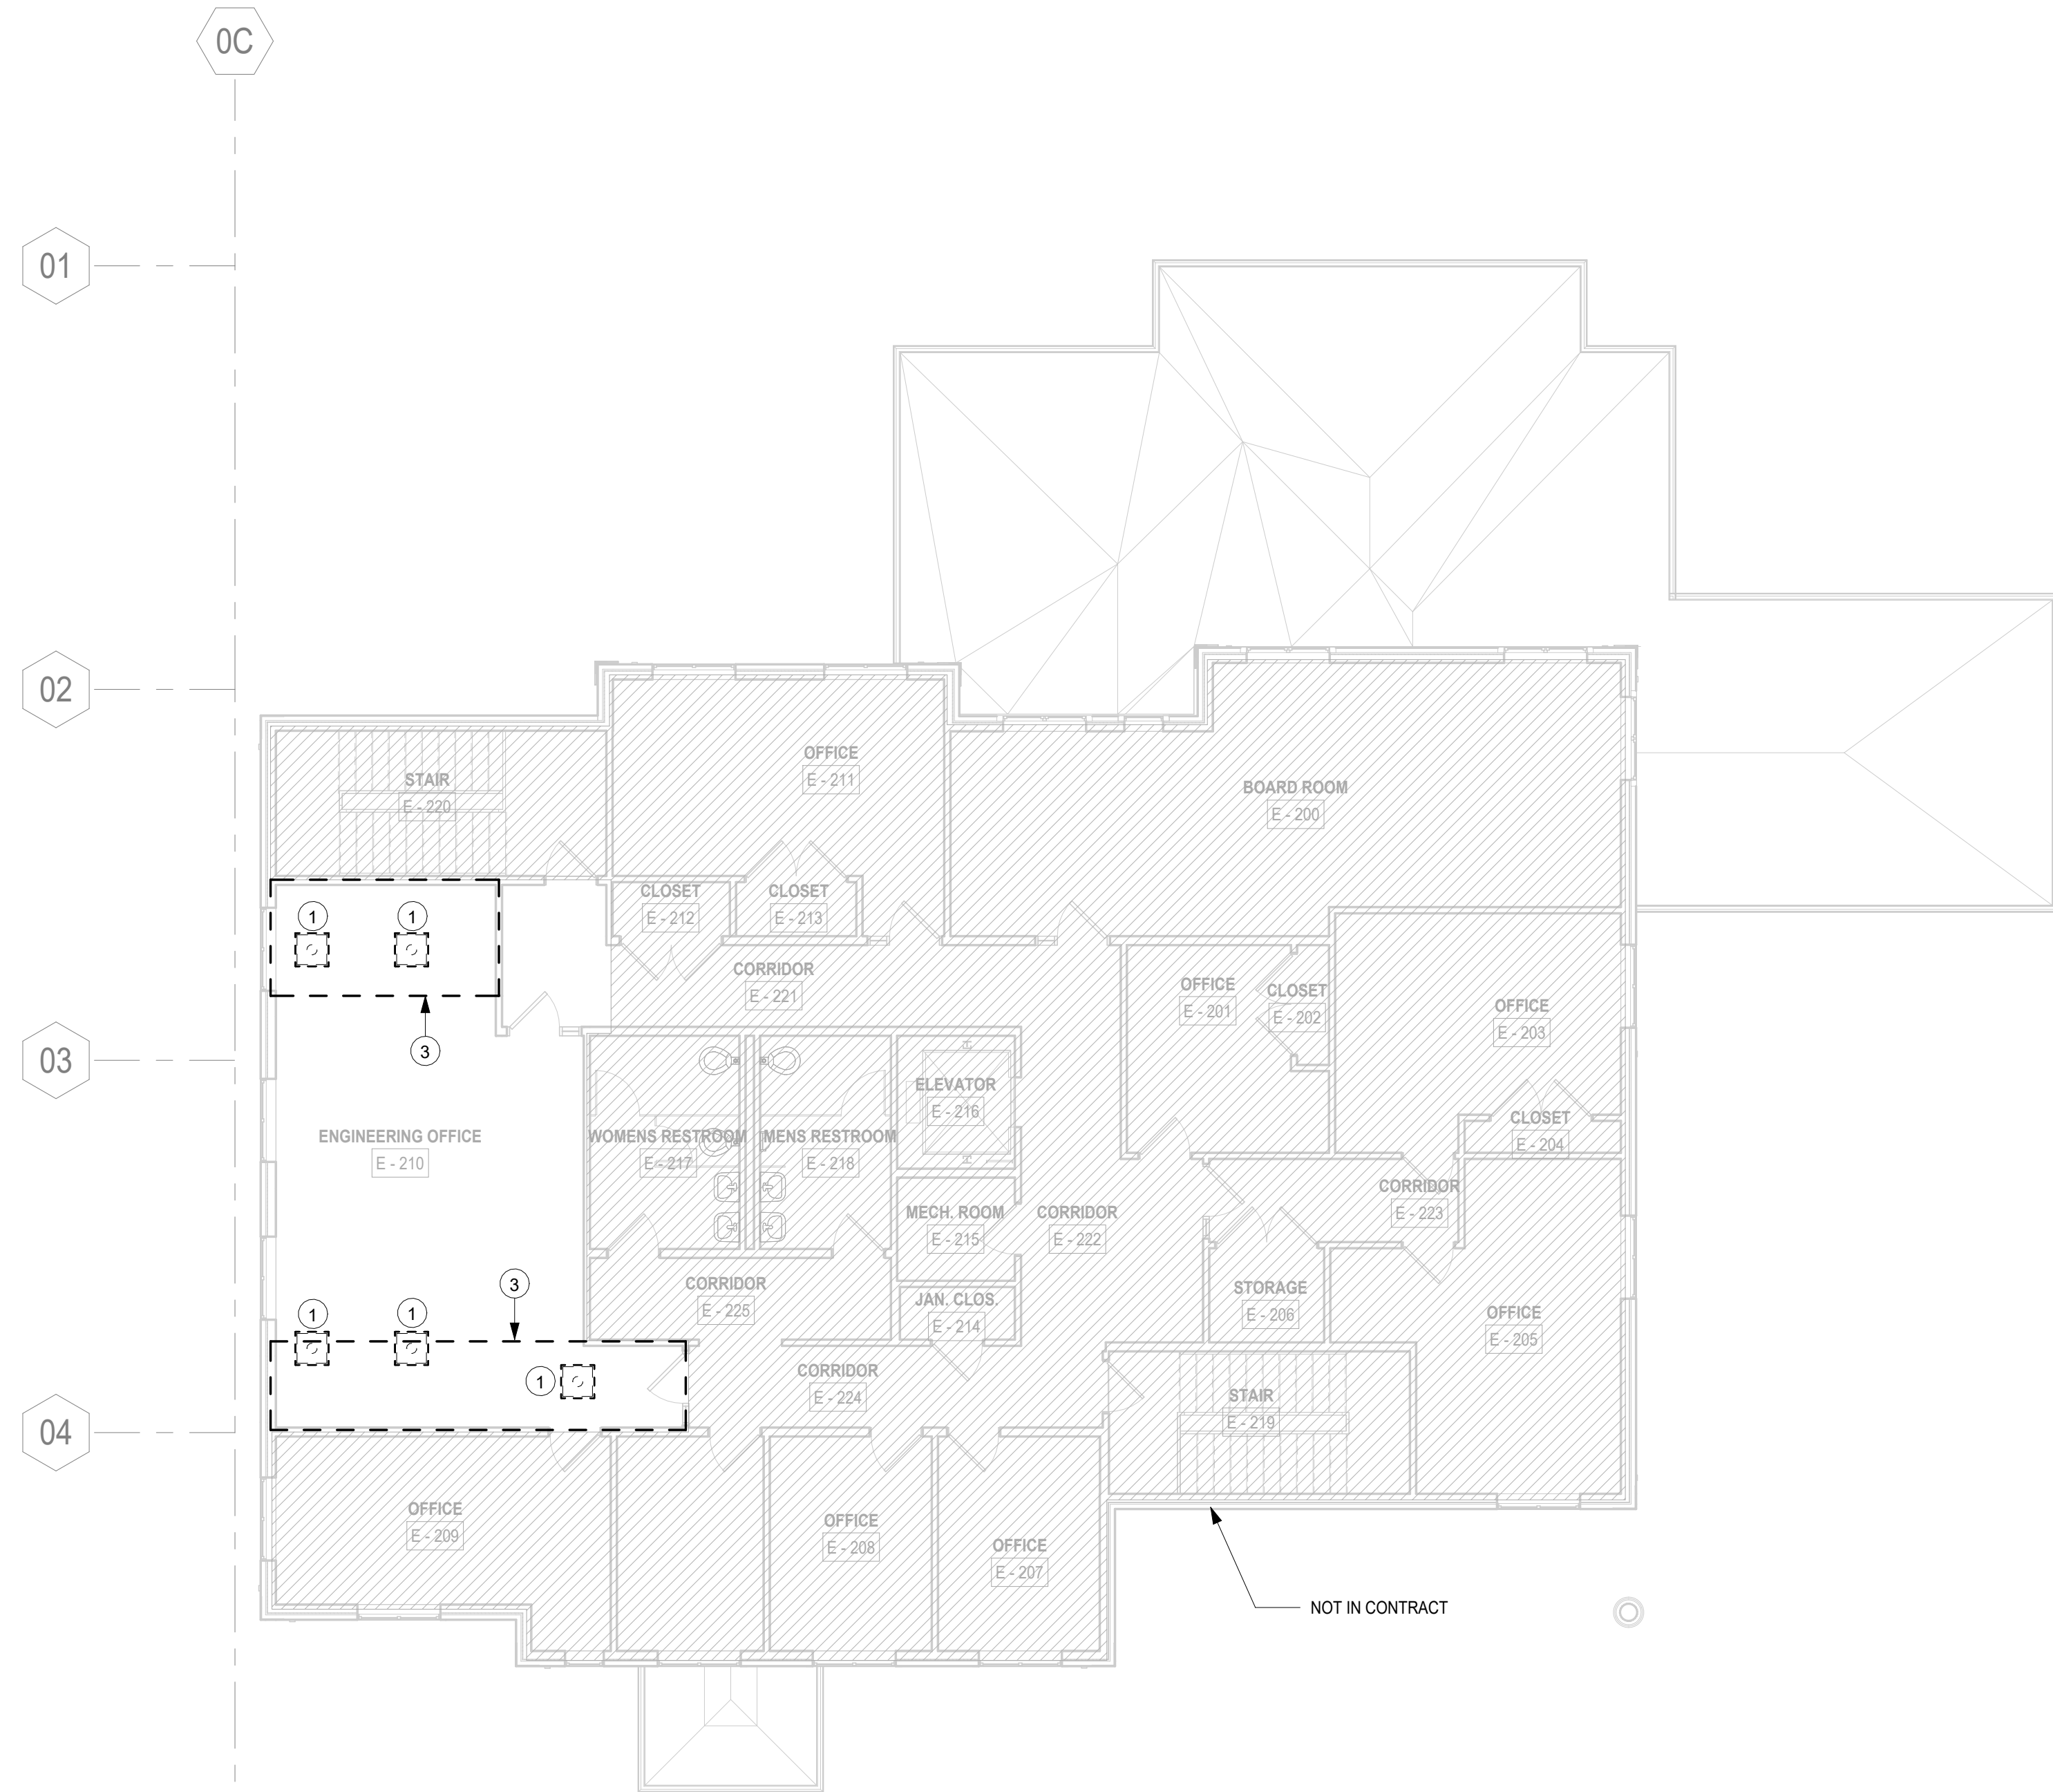 0C
01
02
OFFICE
E - 211
STAIR
E - 220
BOARD ROOM
E - 200
CLOSET
E - 212
CLOSET
E - 213
1
1
CORRIDOR
E - 221
OFFICE
E - 201
CLOSET
E - 202
OFFICE
E - 203
3
03
ELEVATOR
E - 216
CLOSET
E - 204
ENGINEERING OFFICE
E - 210
WOMENS RESTROOM
E - 217
MENS RESTROOM
E - 218
CORRIDOR
E - 223
MECH. ROOM
E - 215
CORRIDOR
E - 222
3
CORRIDOR
E - 225
JAN. CLOS.
E - 214
STORAGE
E - 206
OFFICE
E - 205
1
1
1
CORRIDOR
E - 224
STAIR
E - 219
04
OFFICE
E - 209
OFFICE
E - 208
OFFICE
E - 207
NOT IN CONTRACT